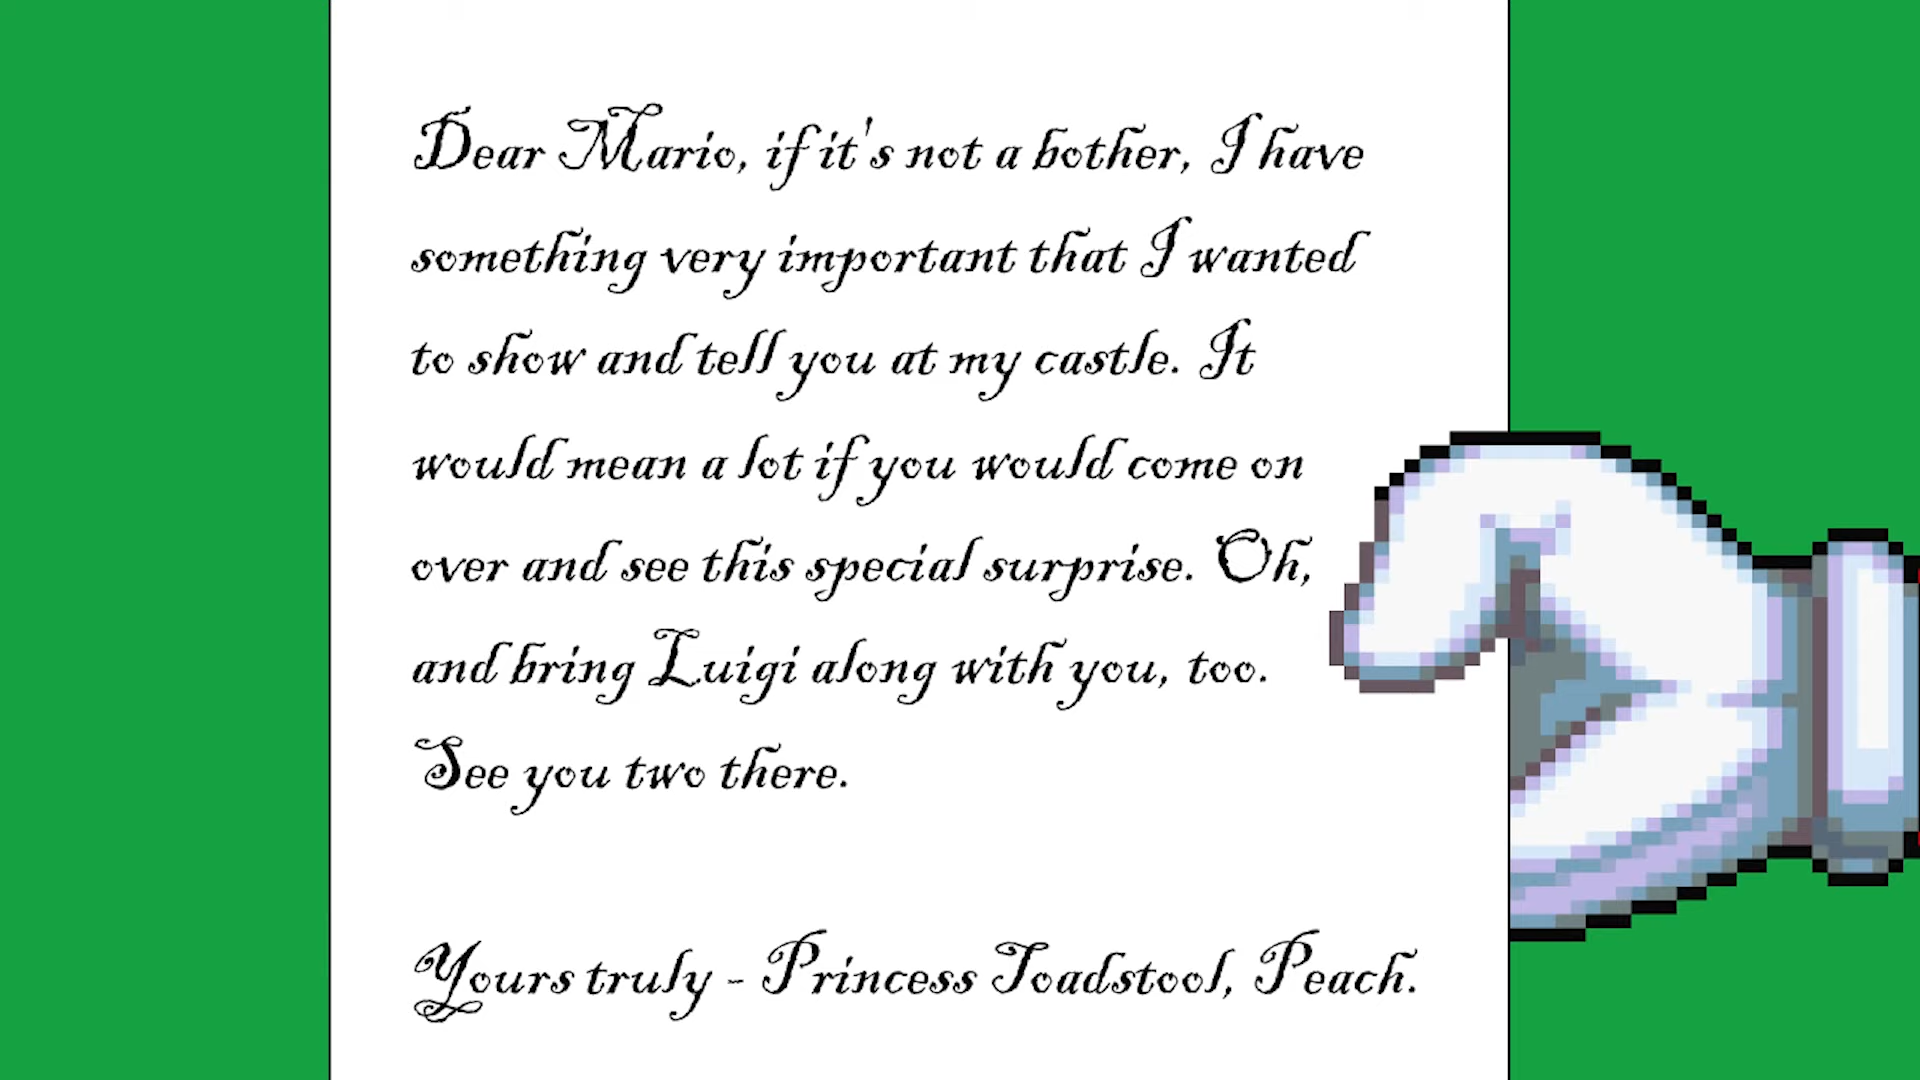 Dear Mario, if it's not a bother, I have
something very important that I wanted
to show and tell you at my castle. It
would mean a lot if you would come on
over and see this special surprise. Oh,
and bring Luigi along with you, too.
See you two there.
Yours truly - Princess Toadstool, Peach.